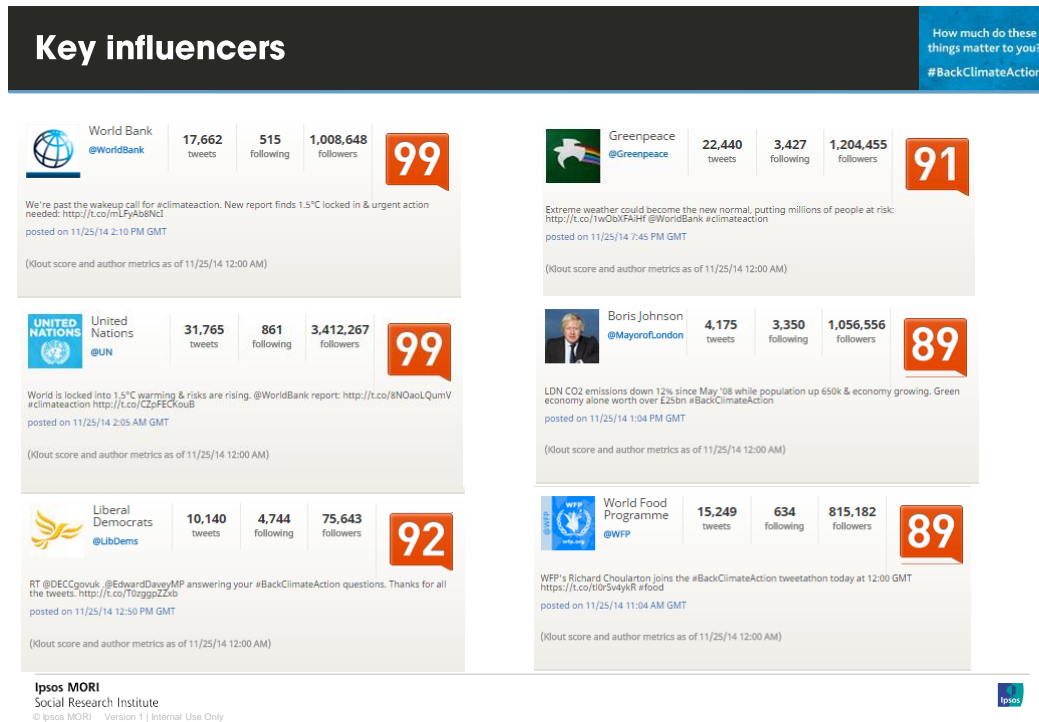 Key influencers
How much do these
things matter to you?
#BackClimateAction
World Bank
@WorldBank
17,662 515 1,008,648
tweets following followers
99
We're past the wakeup call for #climateaction. New report finds 1.5°C locked in & urgent action
needed: http://t.co/mLFyAb8NcI
posted on 11/25/14 2:10 PM GMT
(Klout score and author metrics as of 11/25/14 12:00 AM)
UNITED
NATIONS
United
Nations
@UN
31,765 861 3,412,267
tweets following followers
99
World is locked into 1.5°C warming & risks are rising. @WorldBank report: http://t.co/8NOaoLQumV
#climateaction http://t.co/CZpFECKouB
posted on 11/25/14 2:05 AM GMT
(Klout score and author metrics as of 11/25/14 12:00 AM)
Liberal
Democrats
@LibDems
10,140 4,744 75,643
tweets following followers
92
RT @DECCgovuk .@EdwardDaveyMP answering your #BackClimateAction questions. Thanks for all
the tweets. http://t.co/T0zggpZZxb
posted on 11/25/14 12:50 PM GMT
(Klout score and author metrics as of 11/25/14 12:00 AM)
Greenpeace
@Greenpeace
22,440 3,427 1,204,455
tweets following followers
91
Extreme weather could become the new normal, putting millions of people at risk:
http://t.co/1wObXFAiHf @WorldBank #climateaction
posted on 11/25/14 7:45 PM GMT
(Klout score and author metrics as of 11/25/14 12:00 AM)
Boris Johnson
@MayorofLondon
4,175 3,350 1,056,556
tweets following followers
89
LDN CO2 emissions down 12% since May '08 while population up 650k & economy growing. Green
economy alone worth over £25bn #BackClimateAction
posted on 11/25/14 1:04 PM GMT
(Klout score and author metrics as of 11/25/14 12:00 AM)
@WFP
WFP
wfp.org
World Food
Programme
@WFP
15,249 634 815,182
tweets following followers
89
WFP's Richard Choularton joins the #BackClimateAction tweetathon today at 12:00 GMT
https://t.co/tl0rSv4ykR #food
posted on 11/25/14 11:04 AM GMT
(Klout score and author metrics as of 11/25/14 12:00 AM)
Ipsos MORI
Social Research Institute
© Ipsos MORI Version 1 | Internal Use Only
Ipsos